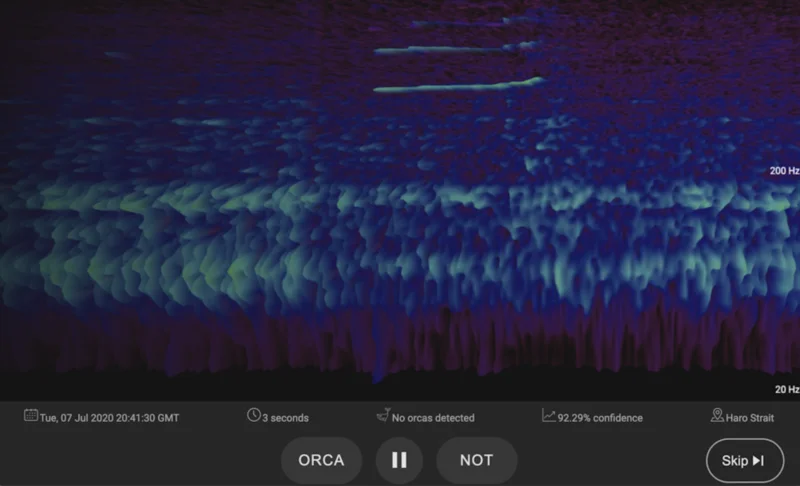 200 Hz
20 Hz
Tue, 07 Jul 2020 20:41:30 GMT 3 seconds No orcas detected 92.29% confidence Haro Strait
ORCA NOT Skip